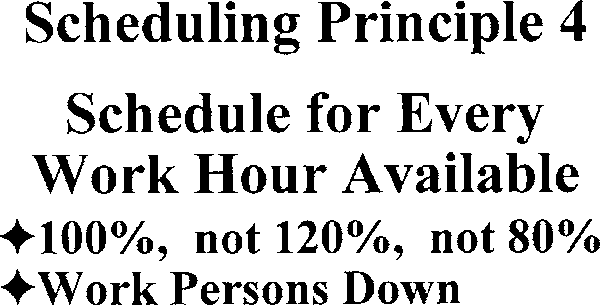 Scheduling Principle 4
Schedule for Every
Work Hour Available
✦100%, not 120%, not 80%
✦Work Persons Down